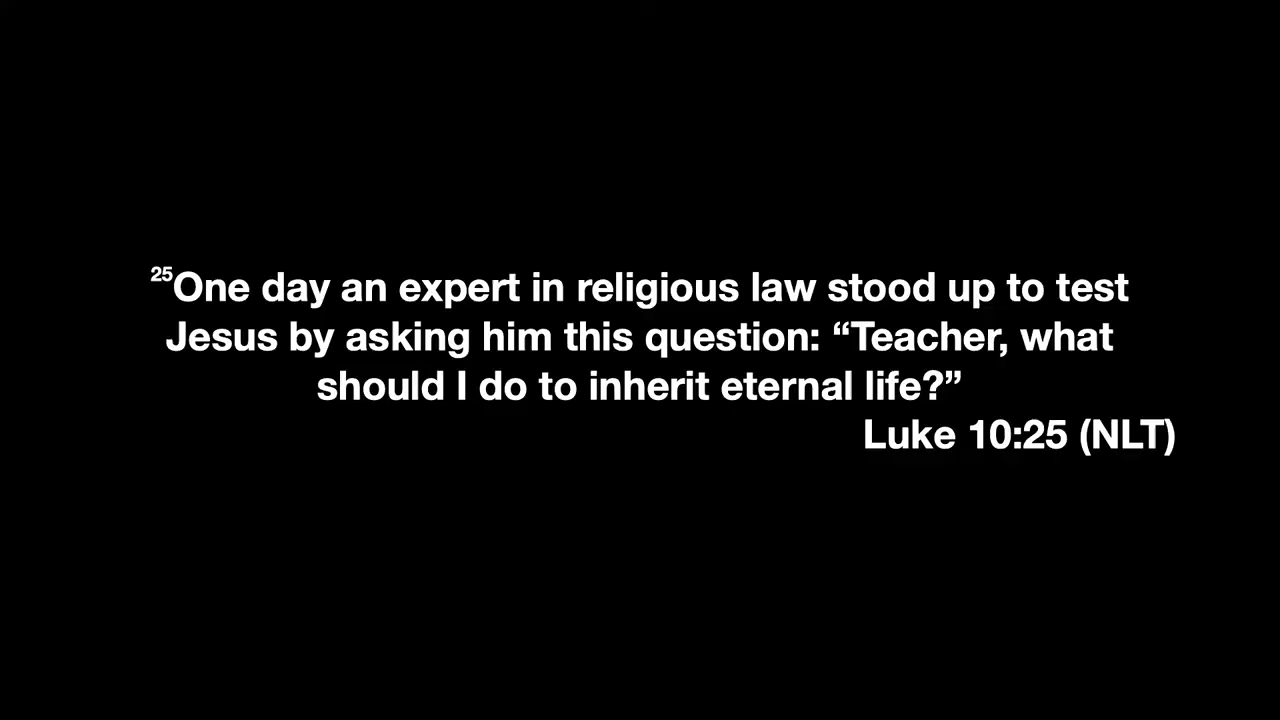 25One day an expert in religious law stood up to test
Jesus by asking him this question: “Teacher, what
should I do to inherit eternal life?”
Luke 10:25 (NLT)